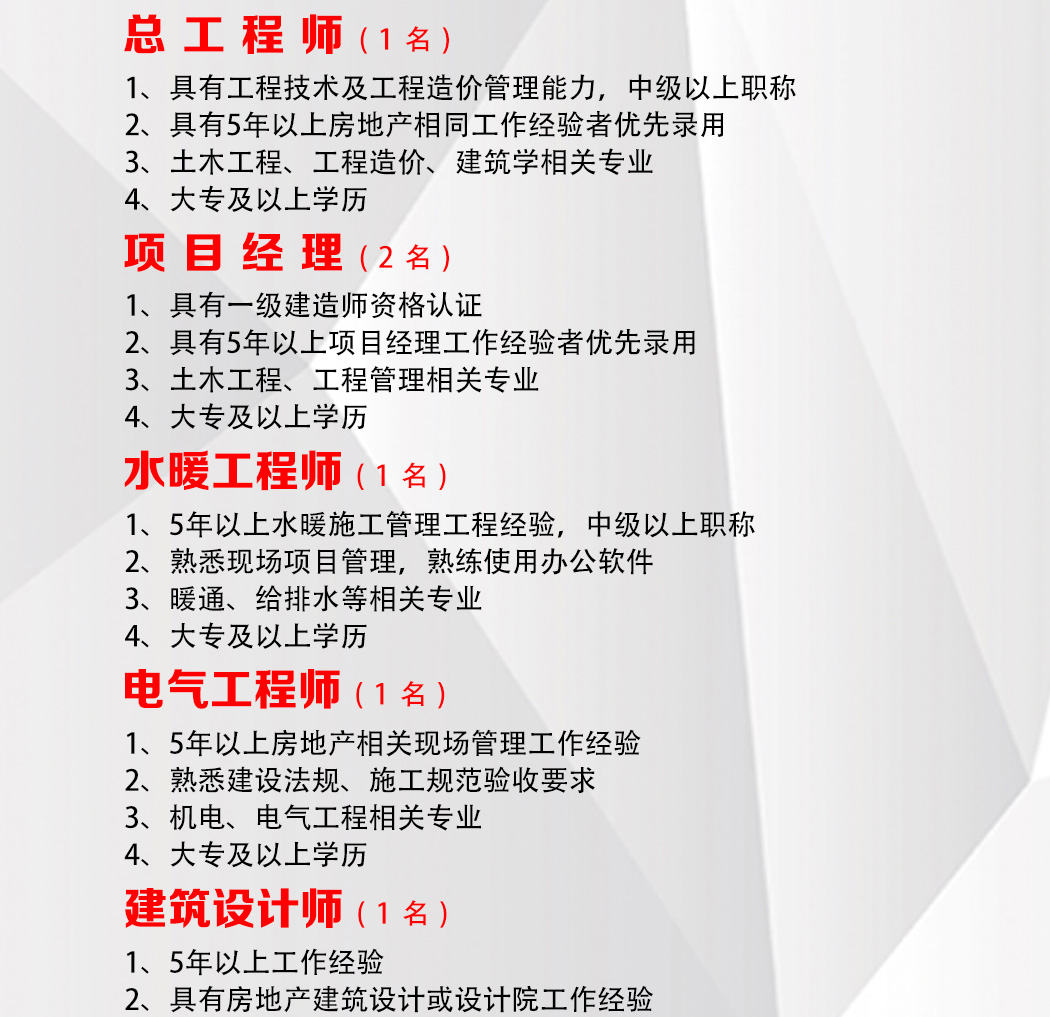 总工程师(1名)
1、具有工程技术及工程造价管理能力，中级以上职称
2、具有5年以上房地产相同工作经验者优先录用
3、土木工程、工程造价、建筑学相关专业
4、大专及以上学历
项目经理(2名)
1、具有一级建造师资格认证
2、具有5年以上项目经理工作经验者优先录用
3、土木工程、工程管理相关专业
4、大专及以上学历
水暖工程师(1名)
1、5年以上水暖施工管理工程经验，中级以上职称
2、熟悉现场项目管理，熟练使用办公软件
3、暖通、给排水等相关专业
4、大专及以上学历
电气工程师(1名)
1、5年以上房地产相关现场管理工作经验
2、熟悉建设法规、施工规范验收要求
3、机电、电气工程相关专业
4、大专及以上学历
建筑设计师(1名)
1、5年以上工作经验
2、具有房地产建筑设计或设计院工作经验